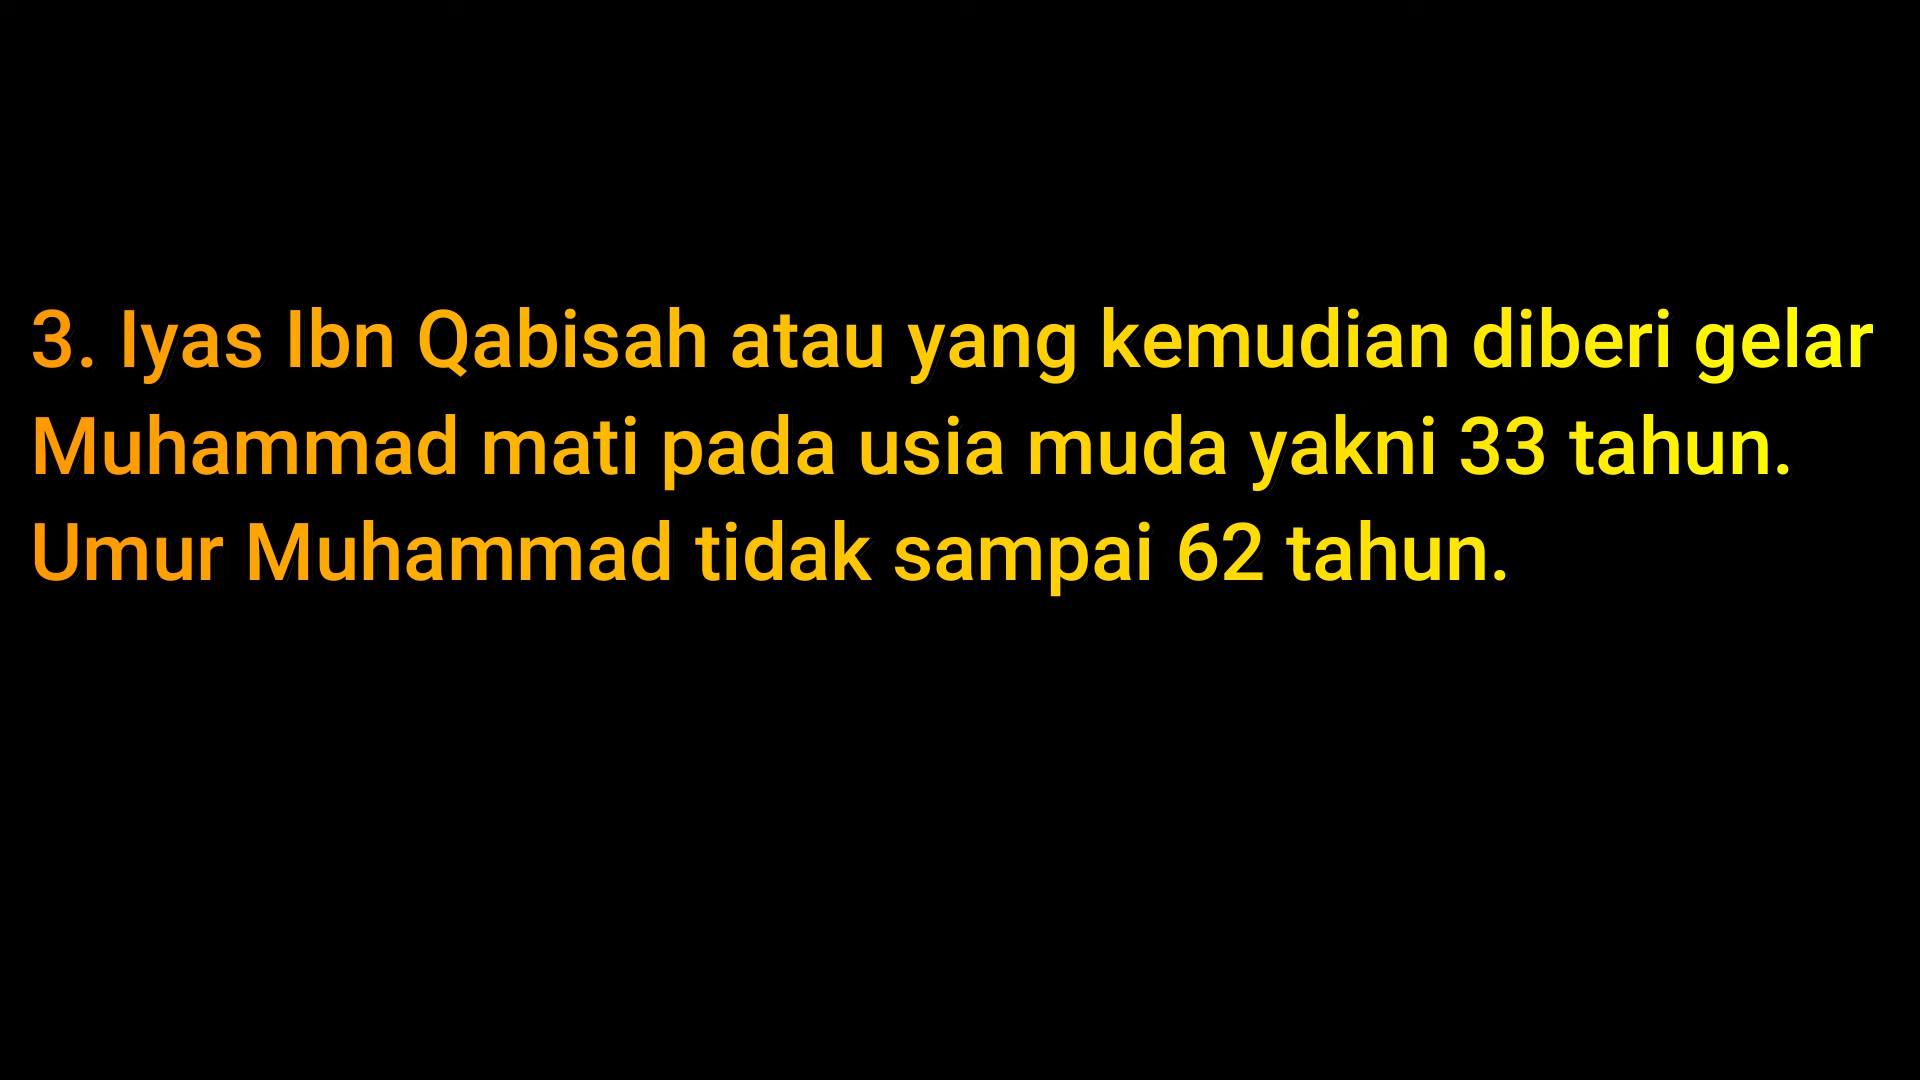 3. Iyas Ibn Qabisah atau yang kemudian diberi gelar
Muhammad mati pada usia muda yakni 33 tahun.
Umur Muhammad tidak sampai 62 tahun.